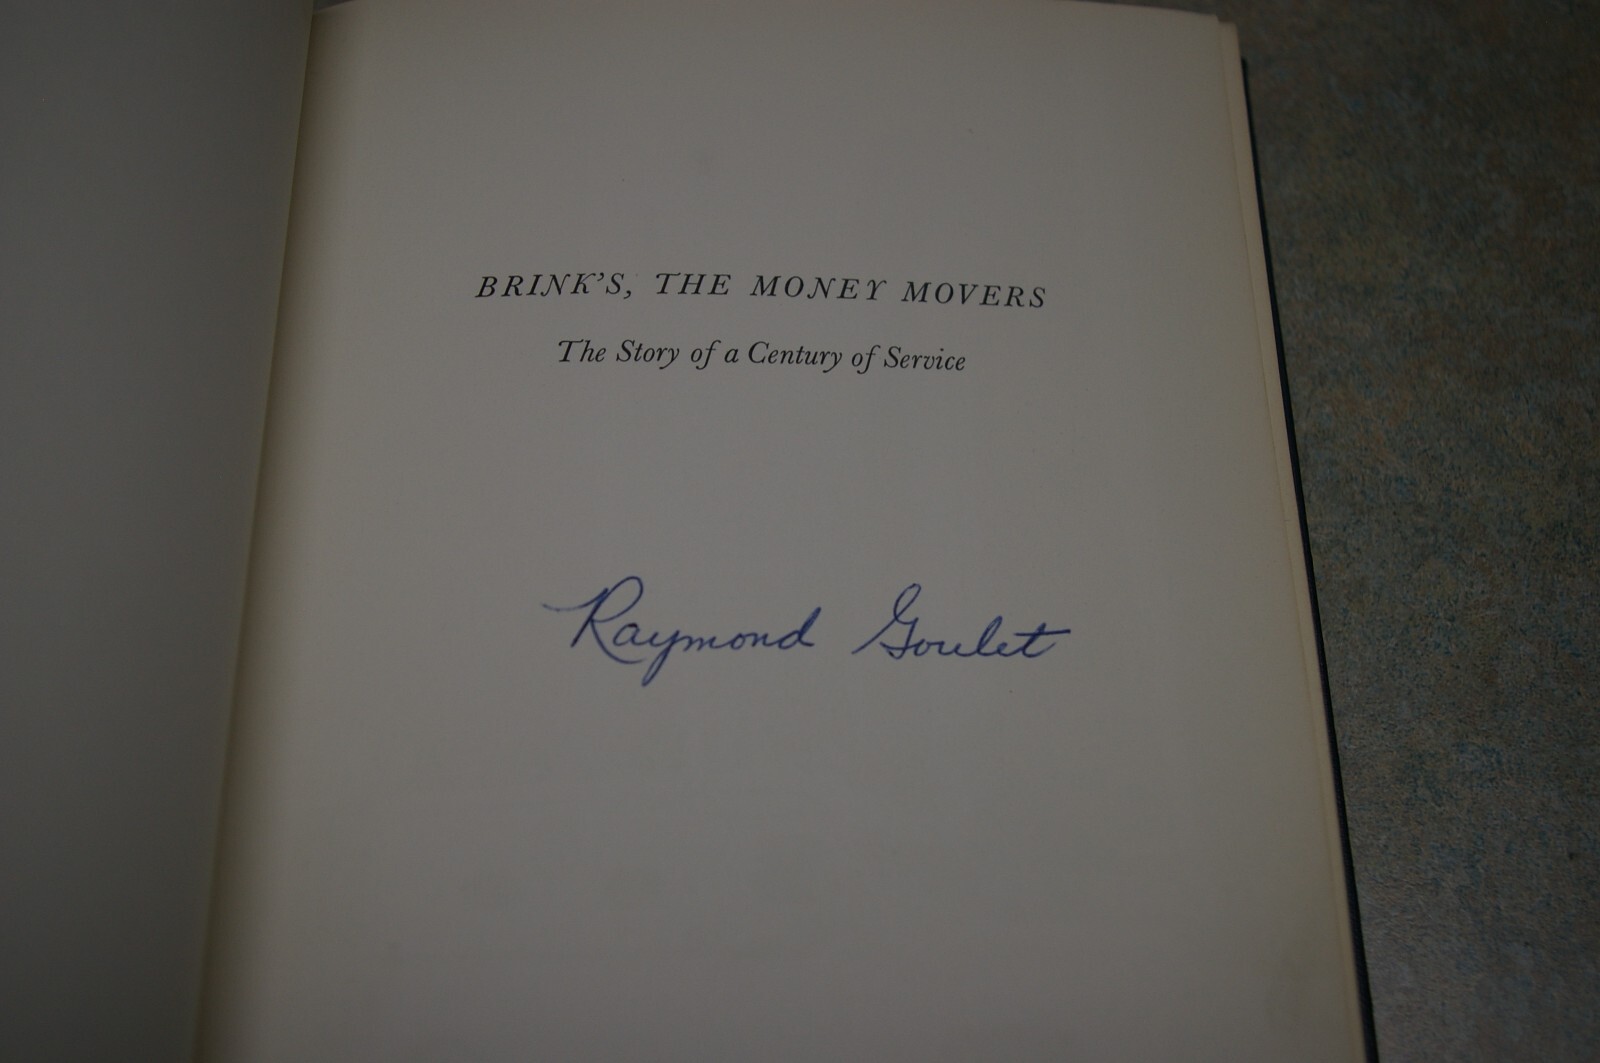 BRINK'S, THE MONEY MOVERS
The Story of a Century of Service
Raymond Goulet